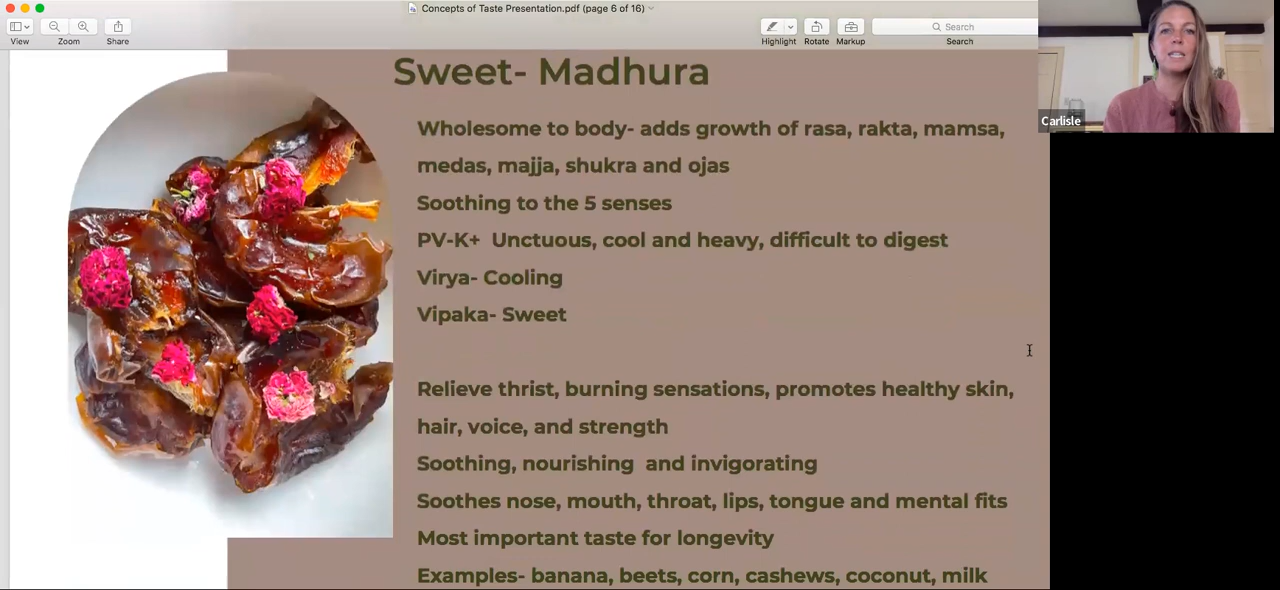 Concepts of Taste Presentation.pdf (page 6 of 16)
View
Zoom
Share
Highlight
Rotate
Markup
Search
Search
Carlisle
Sweet- Madhura
Wholesome to body- adds growth of rasa, rakta, mamsa,
medas, majja, shukra and ojas
Soothing to the 5 senses
PV-K+ Unctuous, cool and heavy, difficult to digest
Virya- Cooling
Vipaka- Sweet
Relieve thrist, burning sensations, promotes healthy skin,
hair, voice, and strength
Soothing, nourishing and invigorating
Soothes nose, mouth, throat, lips, tongue and mental fits
Most important taste for longevity
Examples- banana, beets, corn, cashews, coconut, milk